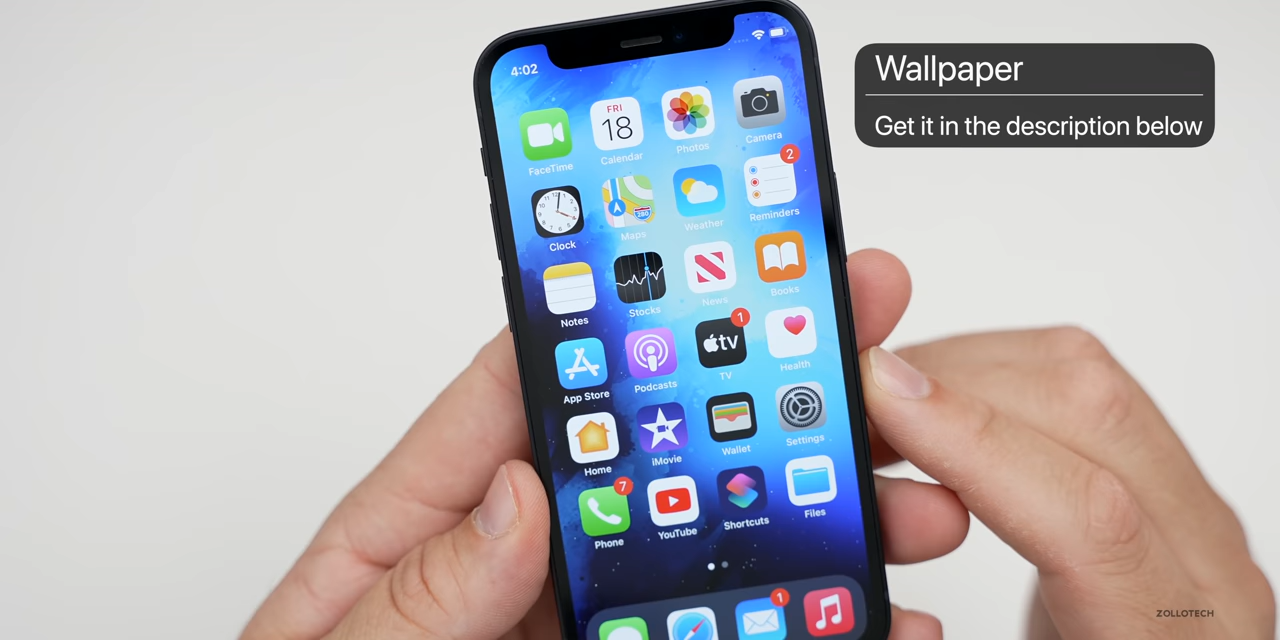 4:02
Wallpaper
Get it in the description below
FRI
18
FaceTime
Calendar
Photos
Camera
2
Clock
Maps
280
Weather
Reminders
Notes
Stocks
News
Books
1
tv
App Store
Podcasts
TV
Health
Home
iMovie
Wallet
Settings
7
Phone
YouTube
Shortcuts
Files
1
ZOLLOTECH